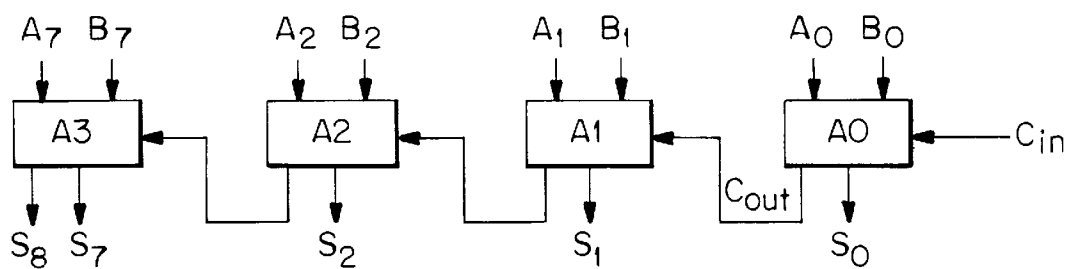 A7 B7 A2 B2 A1 B1 A0 B0
A3 A2 A1 A0 Cin
Cout
S8 S7 S2 S1 S0